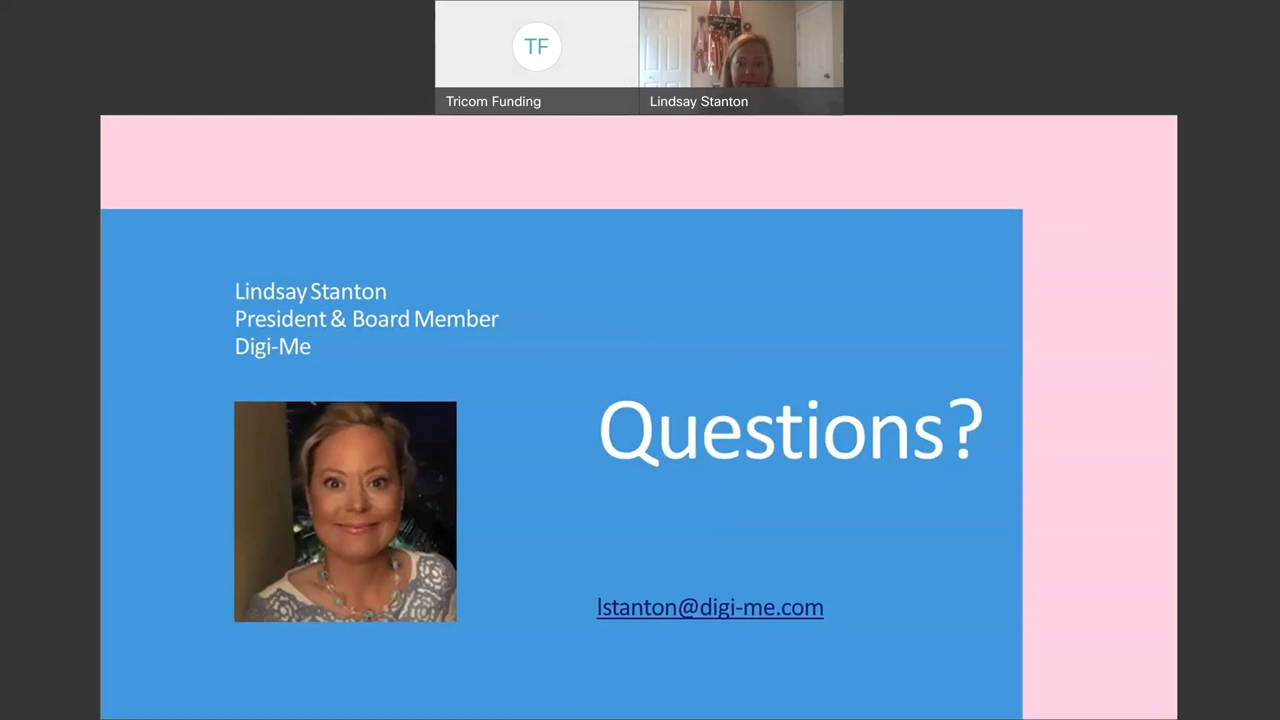 TF
Tricom Funding
Lindsay Stanton
Lindsay Stanton
President & Board Member
Digi-Me
Questions?
lstanton@digi-me.com